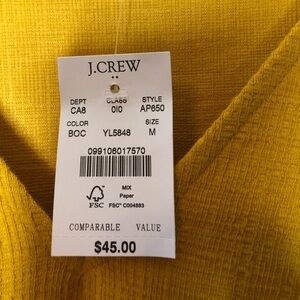 J.CREW
DEPT CLASS STYLE
CA8 010 AP650
COLOR SIZE
BOC YL5848 M
099106017570
FSC
MIX
Paper
FSC® C004883
COMPARABLE VALUE
$45.00